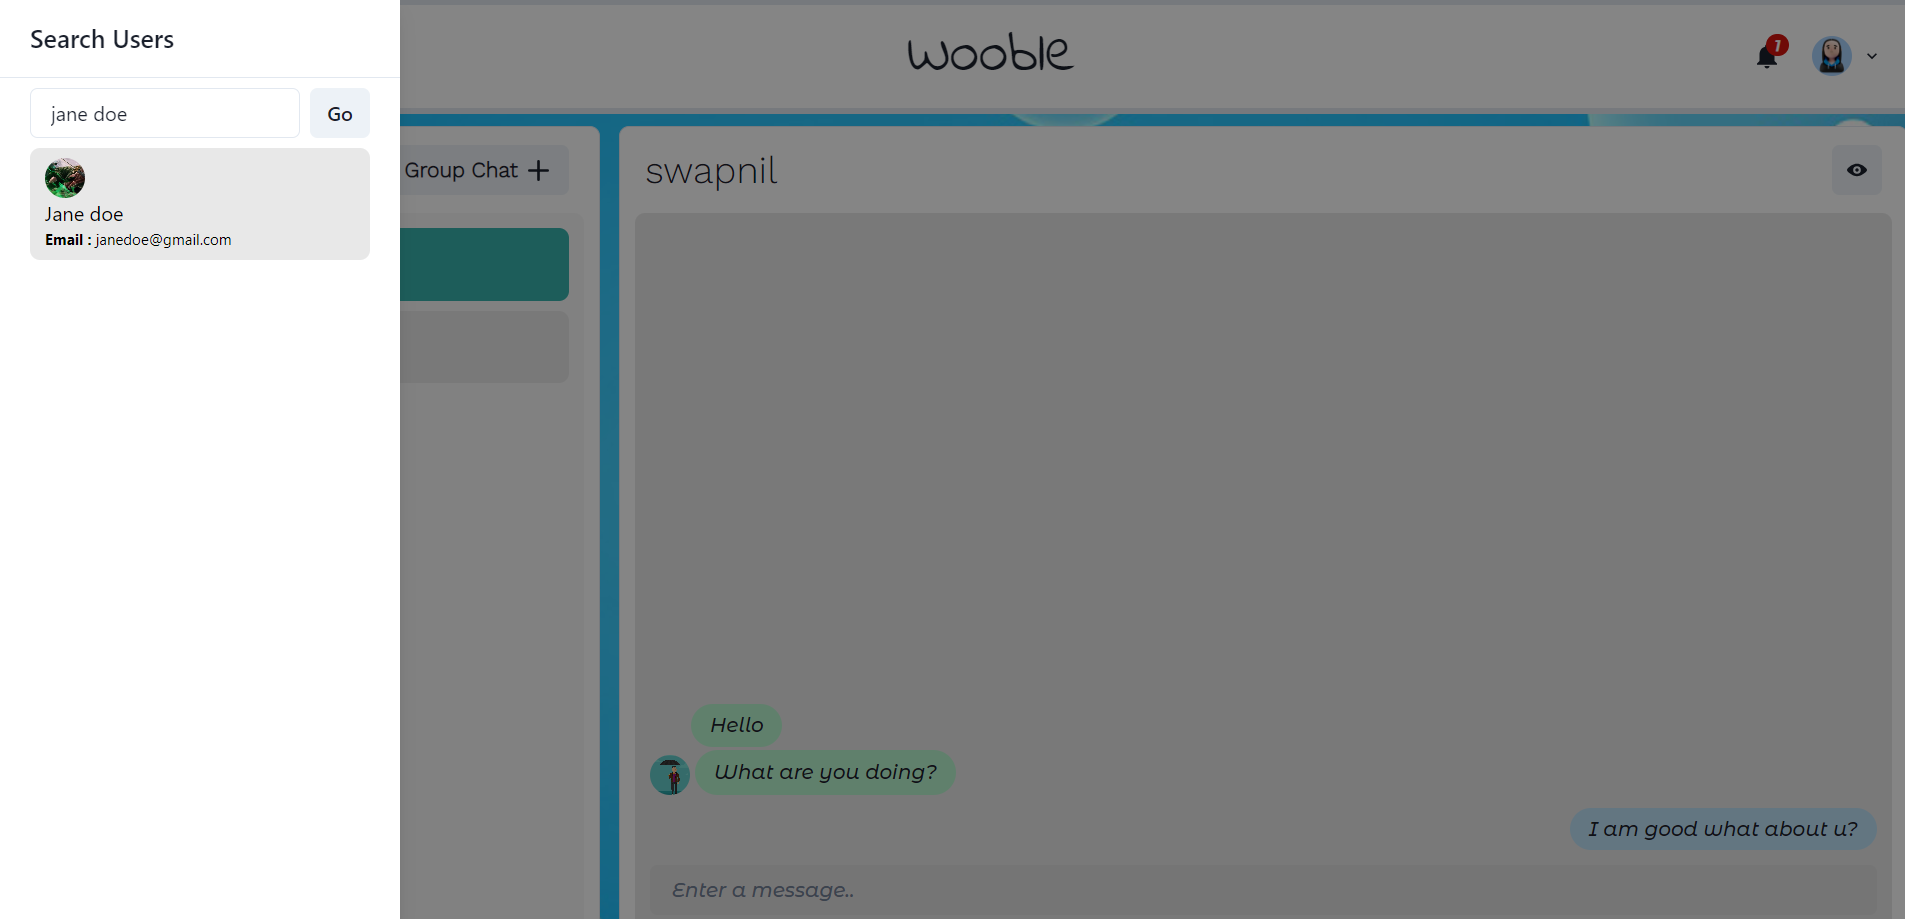 Search Users
jane doe
Go
Jane doe
Email : janedoe@gmail.com
wooble
1
Group Chat
swapnil
Hello
What are you doing?
I am good what about u?
Enter a message..